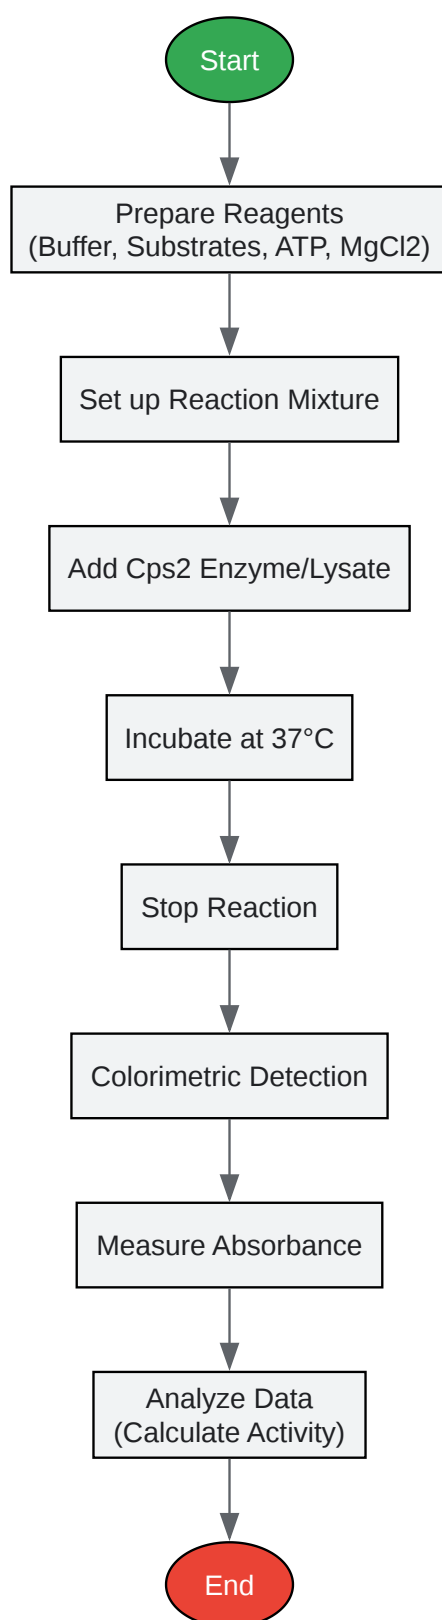 Start
Prepare Reagents
(Buffer, Substrates, ATP, MgCl2)
Set up Reaction Mixture
Add Cps2 Enzyme/Lysate
Incubate at 37°C
Stop Reaction
Colorimetric Detection
Measure Absorbance
Analyze Data
(Calculate Activity)
End